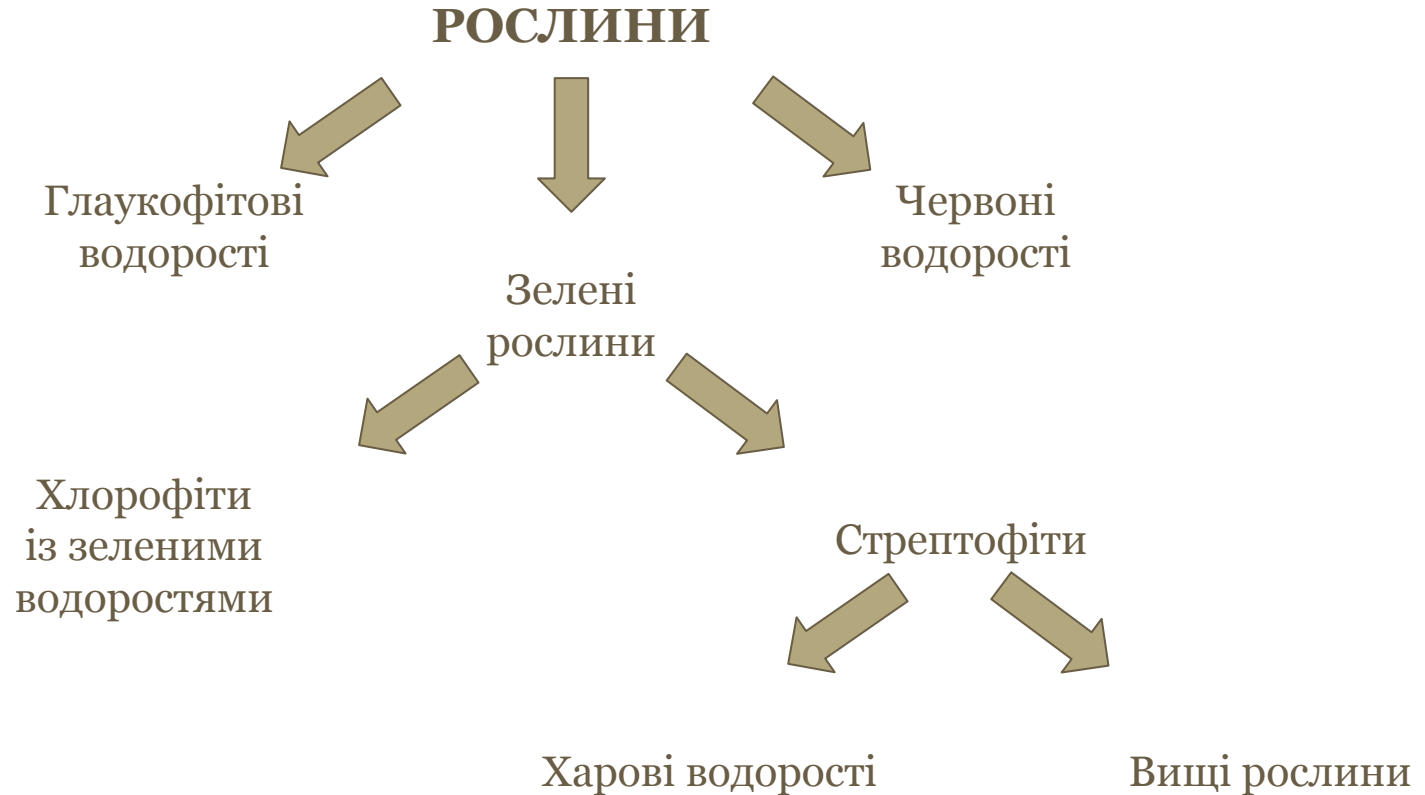 РОСЛИНИ
Глаукофітові
водорості
Червоні
водорості
Зелені
рослини
Хлорофіти
із зеленими
водоростями
Стрептофіти
Харові водорості
Вищі рослини